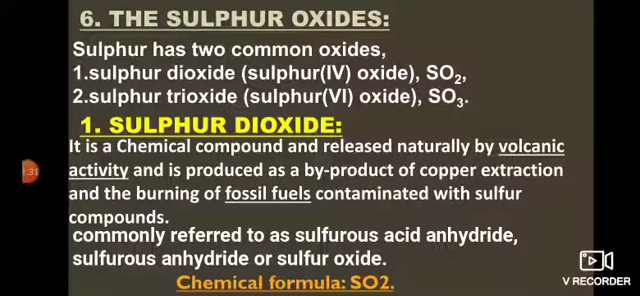 6. THE SULPHUR OXIDES:
Sulphur has two common oxides,
1.sulphur dioxide (sulphur(IV) oxide), SO₂,
2.sulphur trioxide (sulphur(VI) oxide), SO₃.
1. SULPHUR DIOXIDE:
It is a Chemical compound and released naturally by volcanic
activity and is produced as a by-product of copper extraction
and the burning of fossil fuels contaminated with sulfur
compounds.
commonly referred to as sulfurous acid anhydride,
sulfurous anhydride or sulfur oxide.
Chemical formula: SO2.
V RECORDER